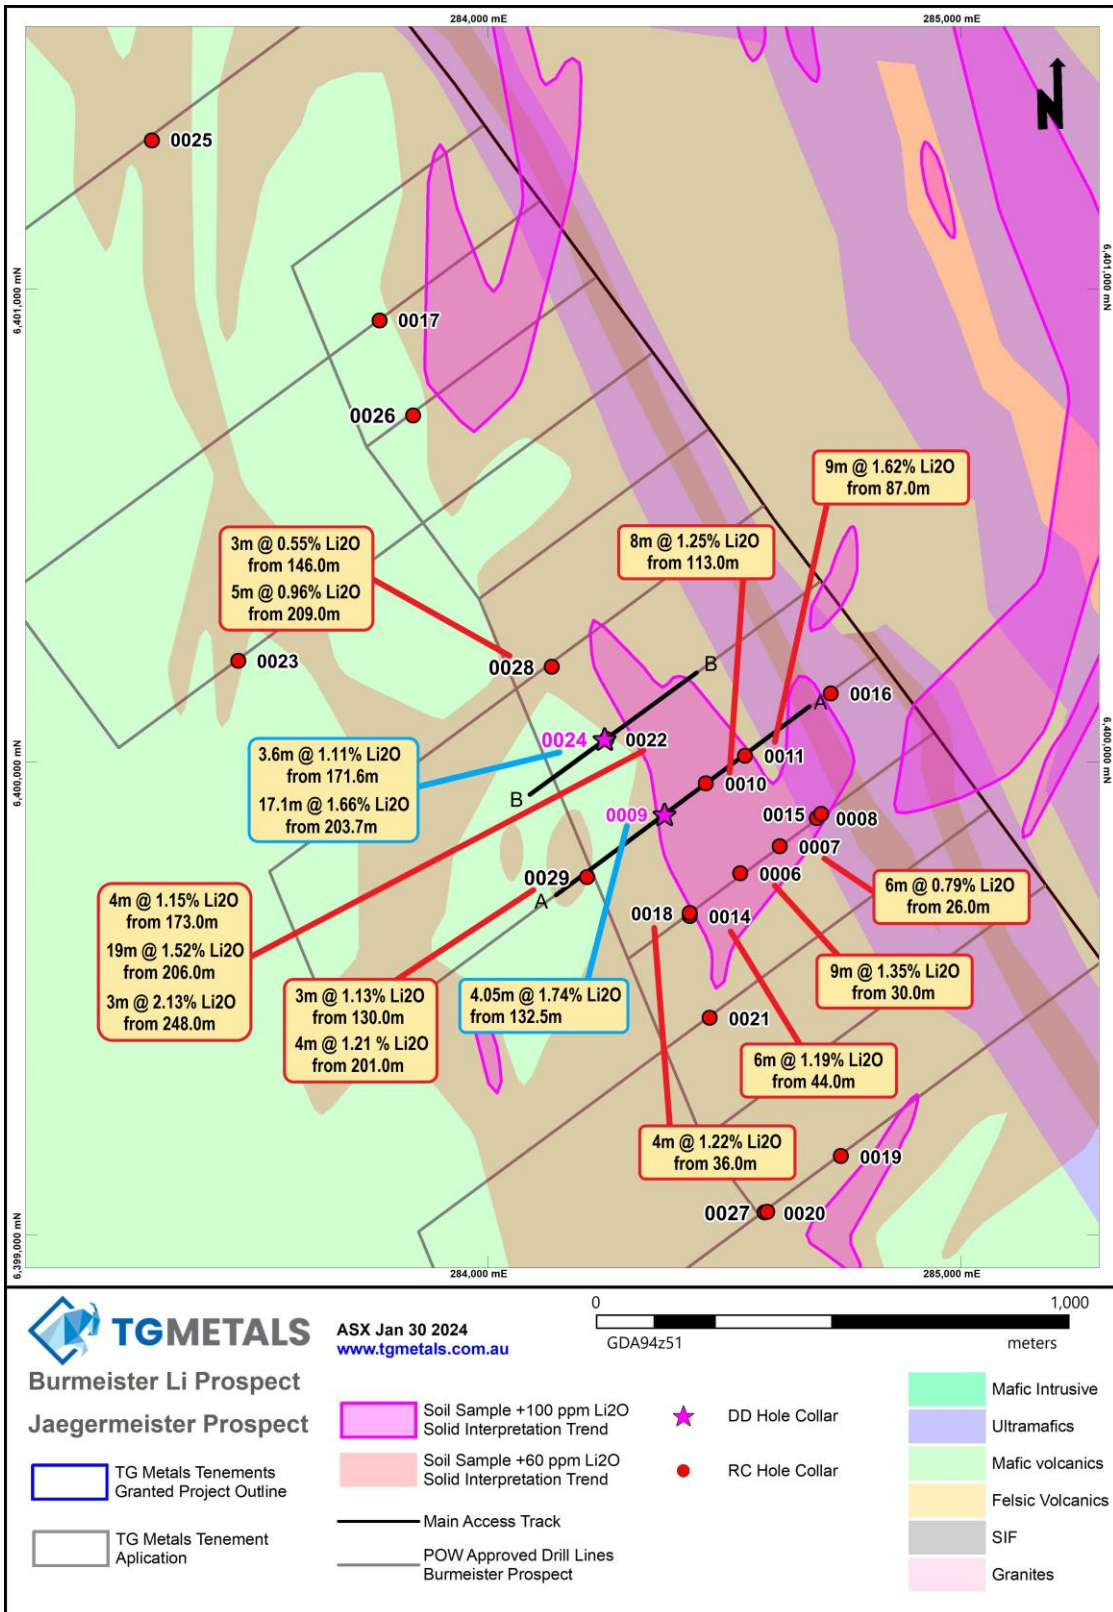 284,000 mE
285,000 mE
N
0025
6,401,000 mN
6,401,000 mN
0017
0026
9m @ 1.62% Li2O
from 87.0m
8m @ 1.25% Li2O
from 113.0m
3m @ 0.55% Li2O
from 146.0m
5m @ 0.96% Li2O
from 209.0m
0023
0028
B
0016
A
0024
0022
0011
6,400,000 mN
6,400,000 mN
3.6m @ 1.11% Li2O
from 171.6m
17.1m @ 1.66% Li2O
from 203.7m
B
0010
0009
0015
0008
0007
0029
A
0006
6m @ 0.79% Li2O
from 26.0m
4m @ 1.15% Li2O
from 173.0m
19m @ 1.52% Li2O
from 206.0m
3m @ 2.13% Li2O
from 248.0m
0018
0014
9m @ 1.35% Li2O
from 30.0m
3m @ 1.13% Li2O
from 130.0m
4m @ 1.21 % Li2O
from 201.0m
4.05m @ 1.74% Li2O
from 132.5m
0021
6m @ 1.19% Li2O
from 44.0m
4m @ 1.22% Li2O
from 36.0m
0019
0027
0020
6,399,000 mN
6,399,000 mN
284,000 mE
285,000 mE
TGMETALS
ASX Jan 30 2024
www.tgmetals.com.au
0
1,000
GDA94z51
meters
Burmeister Li Prospect
Jaegermeister Prospect
TG Metals Tenements
Granted Project Outline
TG Metals Tenement
Aplication
Soil Sample +100 ppm Li2O
Solid Interpretation Trend
Soil Sample +60 ppm Li2O
Solid Interpretation Trend
Main Access Track
POW Approved Drill Lines
Burmeister Prospect
DD Hole Collar
RC Hole Collar
Mafic Intrusive
Ultramafics
Mafic volcanics
Felsic Volcanics
SIF
Granites